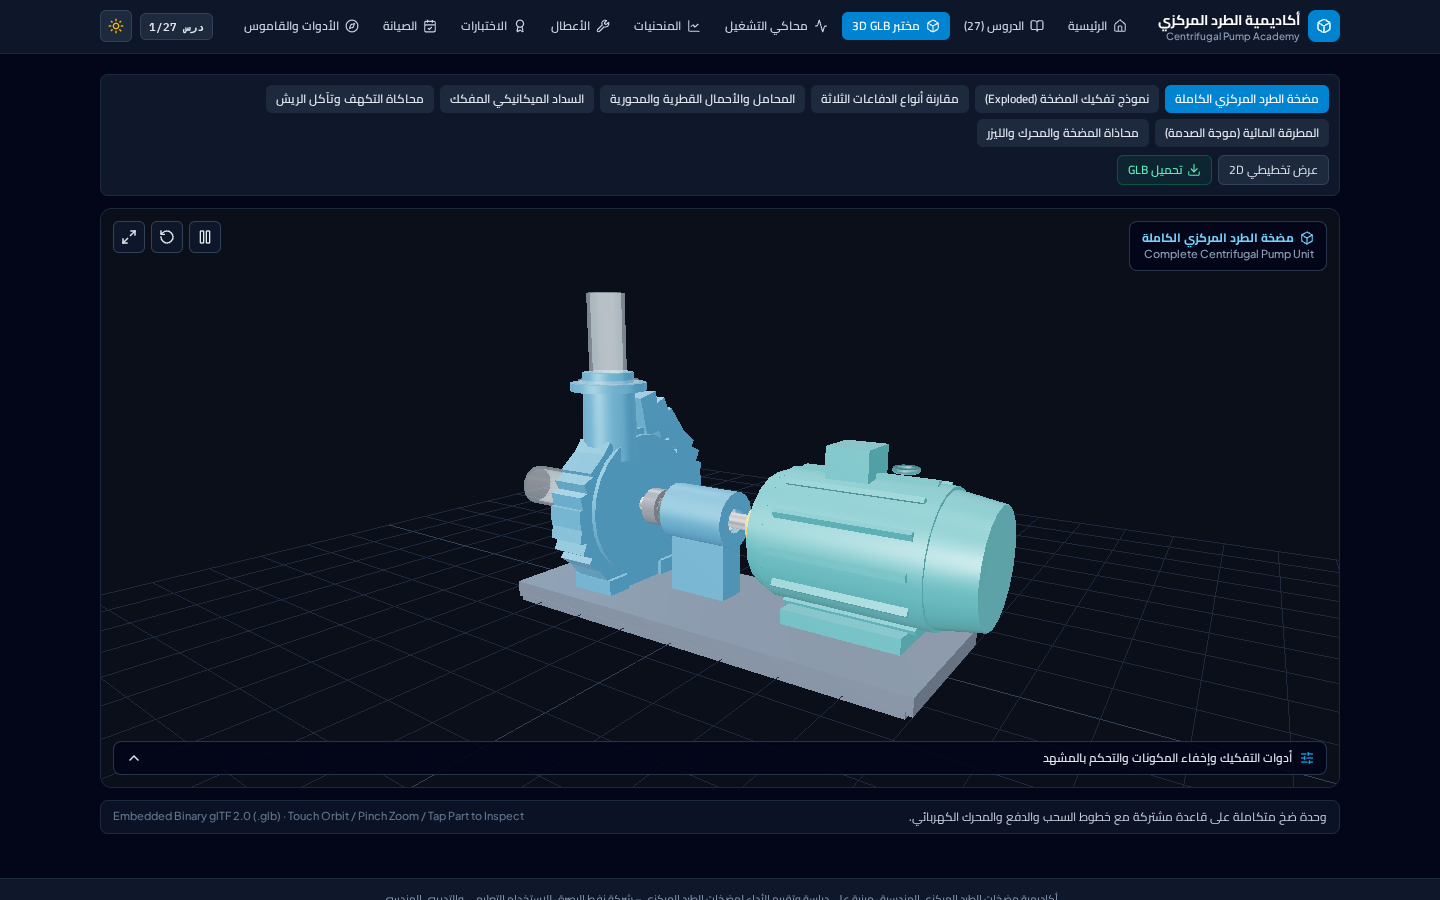 أكاديمية الطرد المركزي
Centrifugal Pump Academy
الرئيسية
الدروس (27)
مختبر 3D GLB
محاكي التشغيل
المنحنيات
الأعطال
الاختبارات
الصيانة
الأدوات والقاموس
درس 1/27
مضخة الطرد المركزي الكاملة
نموذج تفكيك المضخة (Exploded)
مقارنة أنواع الدفاعات الثلاثة
المحامل والأحمال القطرية والمحورية
السداد الميكانيكي المفكك
محاكاة التكهف وتآكل الريش
المطرقة المائية (موجة الصدمة)
محاذاة المضخة والمحرك والليزر
عرض تخطيطي 2D
تحميل GLB
مضخة الطرد المركزي الكاملة
Complete Centrifugal Pump Unit
أدوات التفكيك وإخفاء المكونات والتحكم بالمشهد
وحدة ضخ متكاملة على قاعدة مشتركة مع خطوط السحب والدفع والمحرك الكهربائي.
Embedded Binary glTF 2.0 (.glb) · Touch Orbit / Pinch Zoom / Tap Part to Inspect